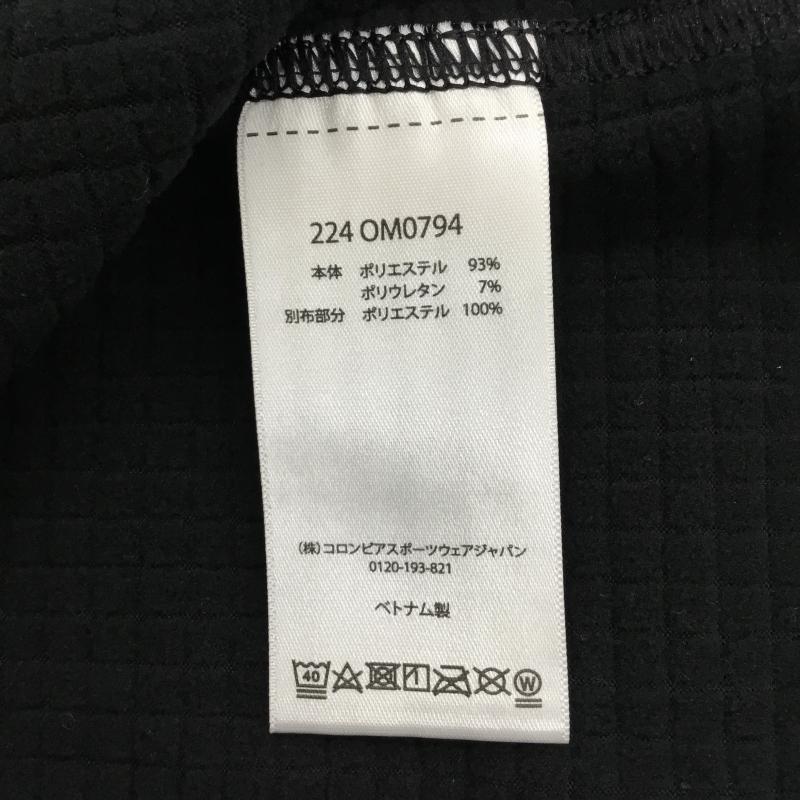 224 OM0794
本体 ポリエステル 93%
ポリウレタン 7%
別布部分 ポリエステル 100%
(株)コロンビアスポーツウェアジャパン
0120-193-821
ベトナム製
40 W